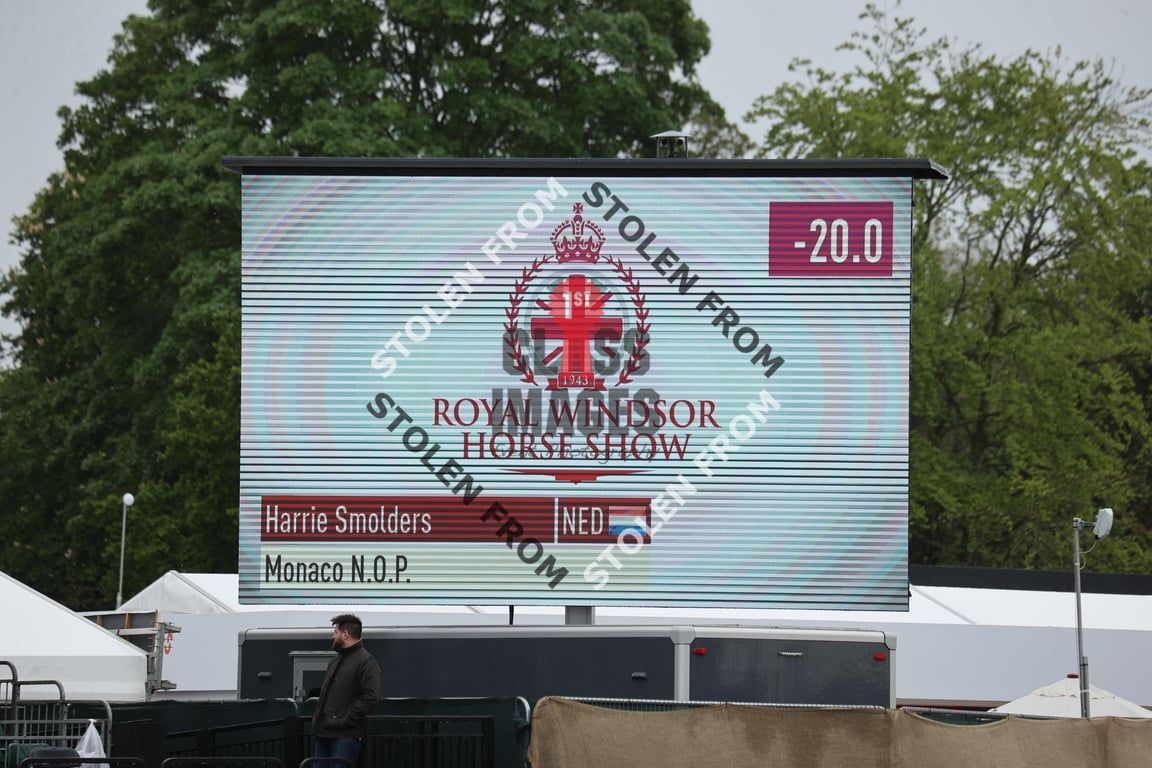 -20.0
1ST
1943
ROYAL WINDSOR
HORSE SHOW
Harrie Smolders NED
Monaco N.O.P.
STOLEN FROM
STOLEN FROM
STOLEN FROM
STOLEN FROM
IMAGES